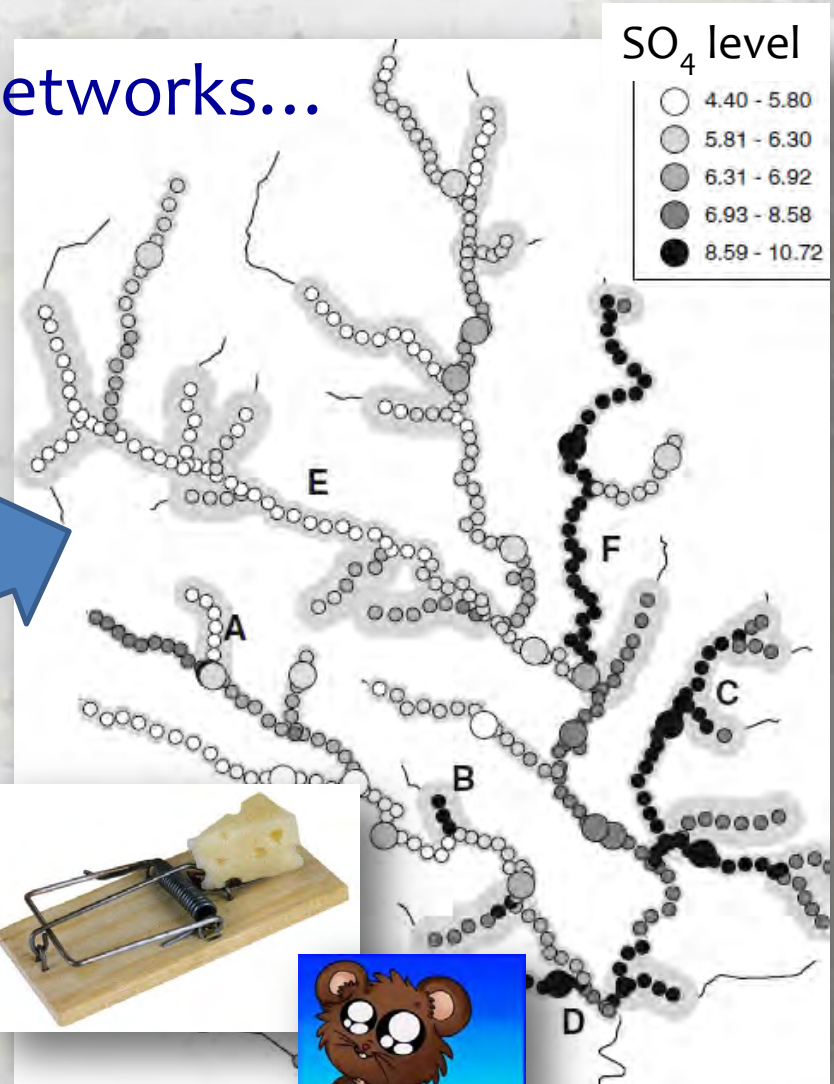 etworks...
SO4 level
4.40 - 5.80
5.81 - 6.30
6.31 - 6.92
6.93 - 8.58
8.59 - 10.72
E
F
A
C
B
D